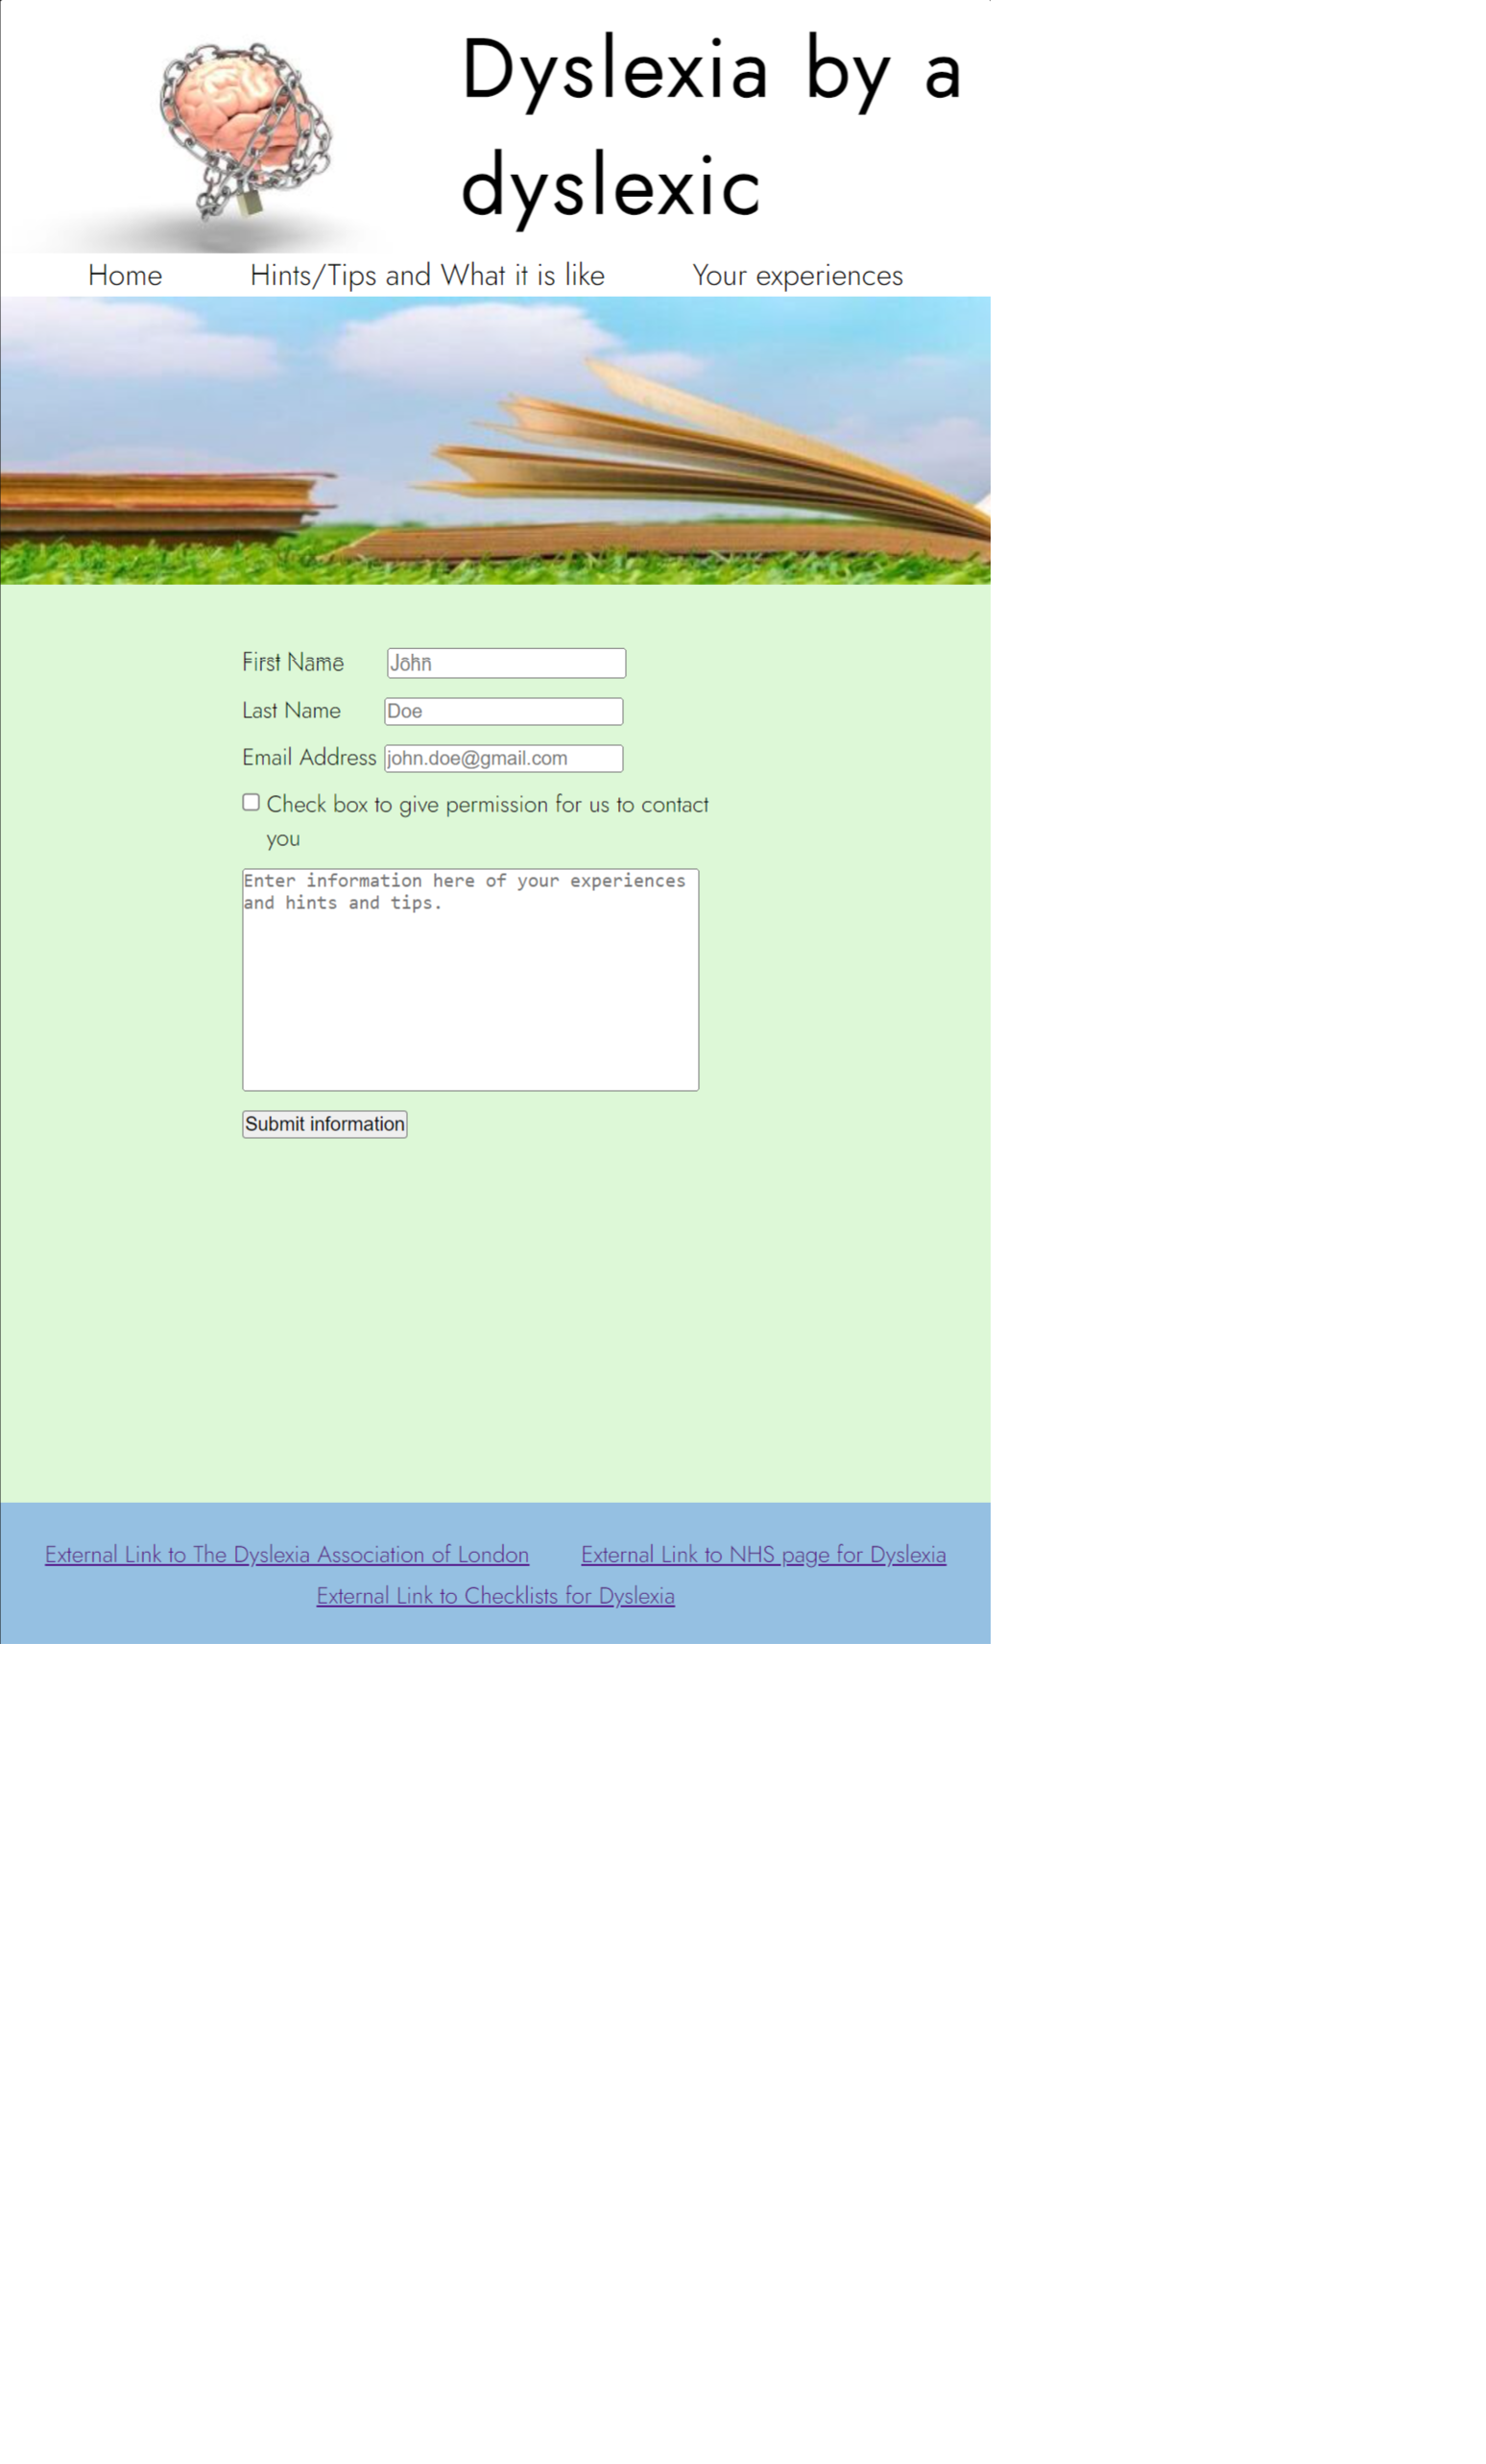 Dyslexia by a
dyslexic
Home Hints/Tips and What it is like Your experiences
First Name John
Last Name Doe
Email Address john.doe@gmail.com
Check box to give permission for us to contact
you
Enter information here of your experiences
and hints and tips.
Submit information
External Link to The Dyslexia Association of London External Link to NHS page for Dyslexia
External Link to Checklists for Dyslexia